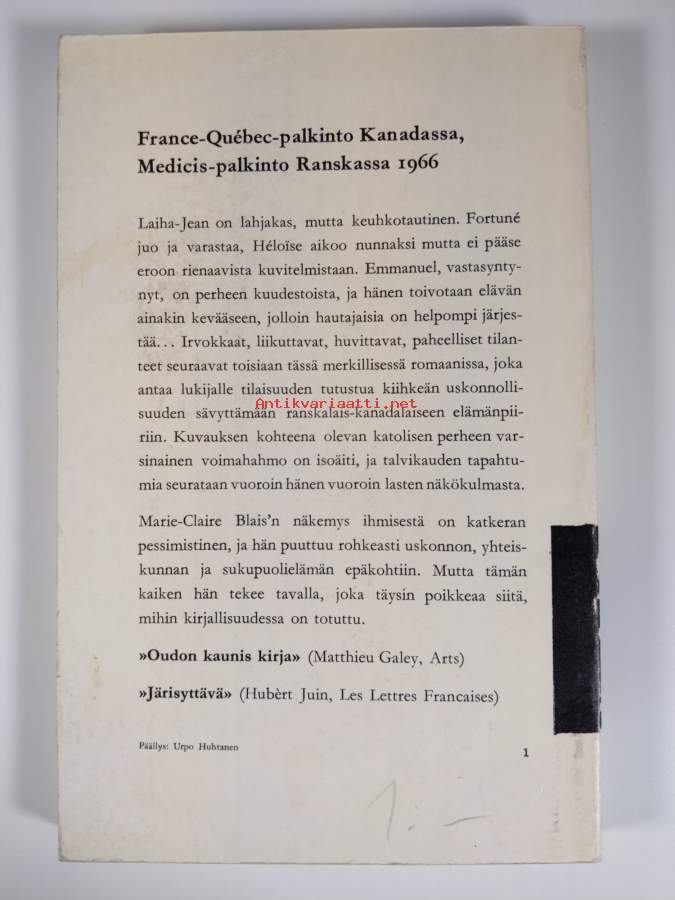 France-Québec-palkinto Kanadassa,
Medicis-palkinto Ranskassa 1966
Laiha-Jean on lahjakas, mutta keuhkotautinen. Fortuné
juo ja varastaa, Héloïse aikoo nunnaksi mutta ei pääse
eroon rienaavista kuvitelmistaan. Emmanuel, vastasynty-
nyt, on perheen kuudestoista, ja hänen toivotaan elävän
ainakin kevääseen, jolloin hautajaisia on helpompi järjes-
tää... Irvokkaat, liikuttavat, huvittavat, paheelliset tilan-
teet seuraavat toisiaan tässä merkillisessä romaanissa, joka
antaa lukijalle tilaisuuden tutustua kiihkeän uskonnolli-
Antikvariaatti.net
suuden sävyttämään ranskalais-kanadalaiseen elämänpii-
riin. Kuvauksen kohteena olevan katolisen perheen var-
sinainen voimahahmo on isoäiti, ja talvikauden tapahtu-
mia seurataan vuoroin hänen vuoroin lasten näkökulmasta.
Marie-Claire Blais'n näkemys ihmisestä on katkeran
pessimistinen, ja hän puuttuu rohkeasti uskonnon, yhteis-
kunnan ja sukupuolielämän epäkohtiin. Mutta tämän
kaiken hän tekee tavalla, joka täysin poikkeaa siitä,
mihin kirjallisuudessa on totuttu.
»Oudon kaunis kirja» (Matthieu Galey, Arts)
»Järisyttävä» (Hubèrt Juin, Les Lettres Francaises)
Päällys: Urpo Huhtanen
1
1:—